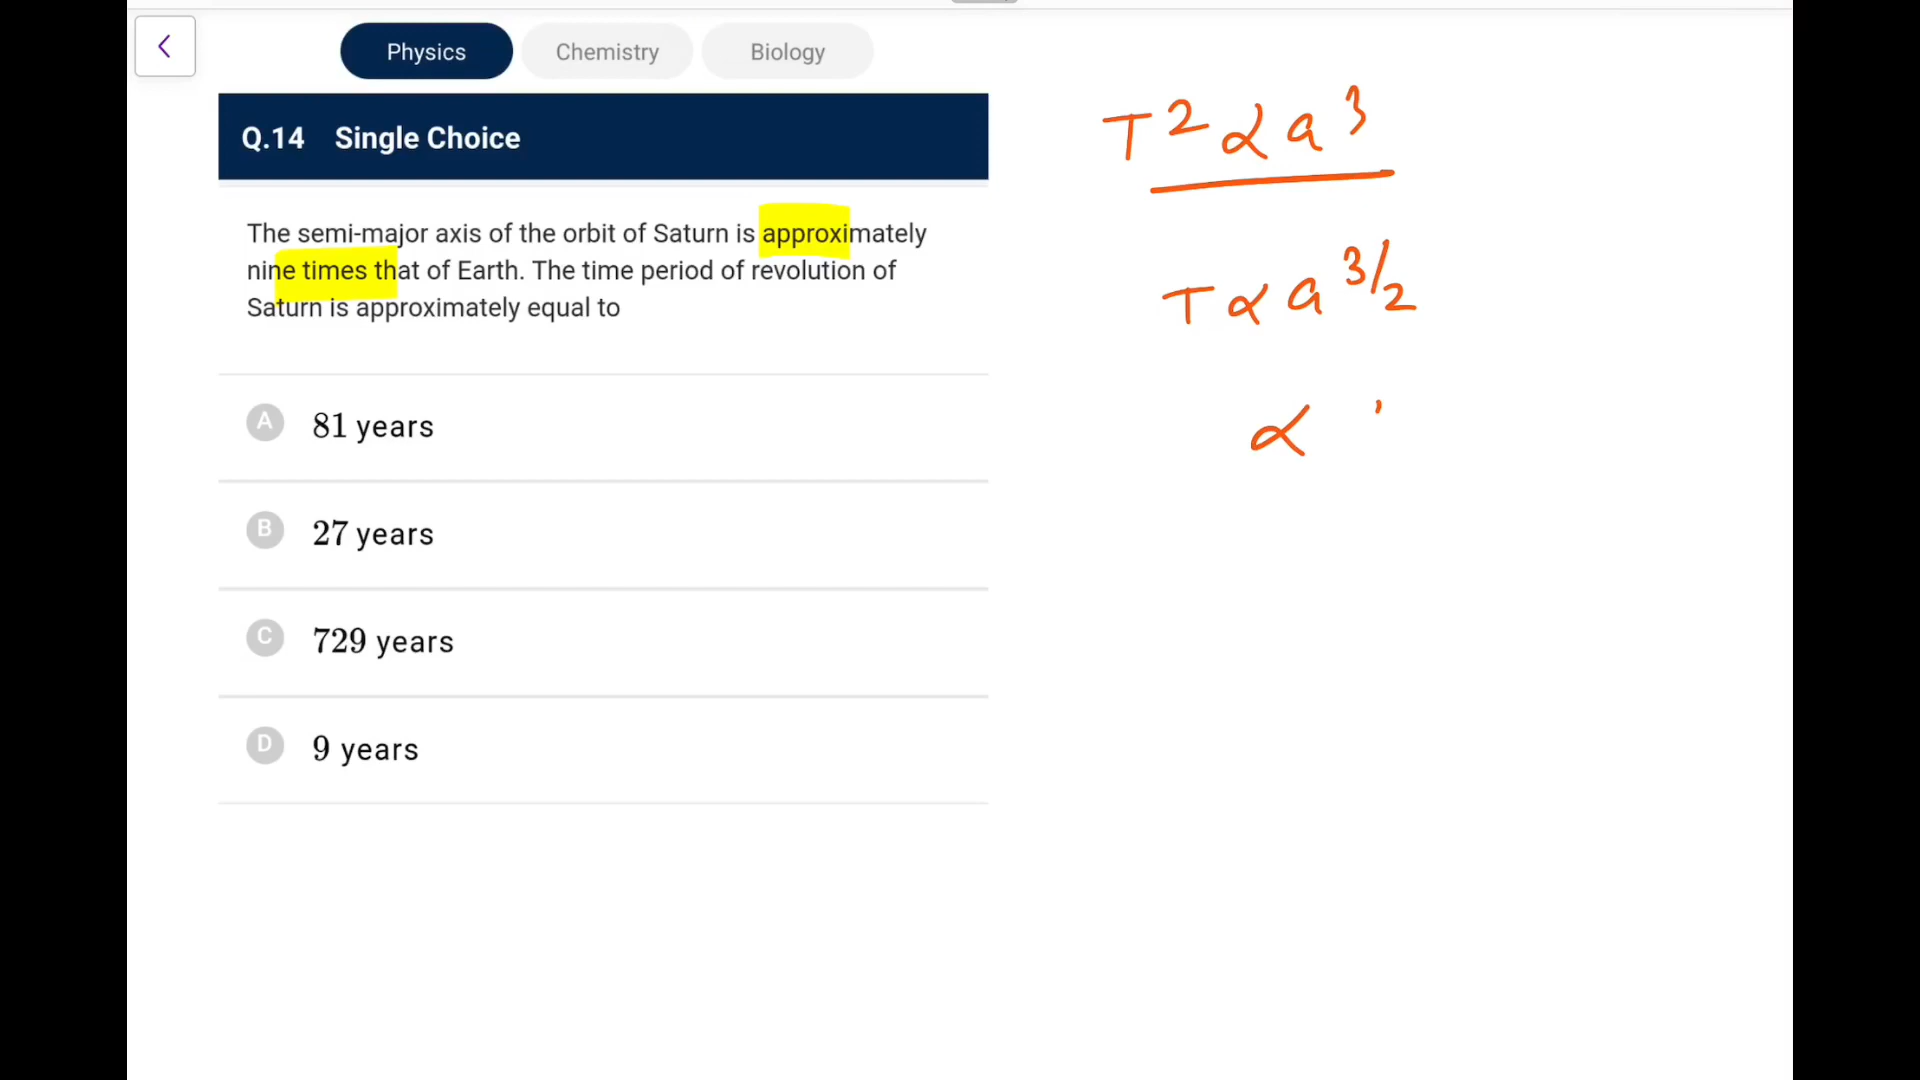 Physics Chemistry Biology
Q.14 Single Choice
The semi-major axis of the orbit of Saturn is approximately
nine times that of Earth. The time period of revolution of
Saturn is approximately equal to
A 81 years
B 27 years
C 729 years
D 9 years
T² α a³
T α a^3/2
α